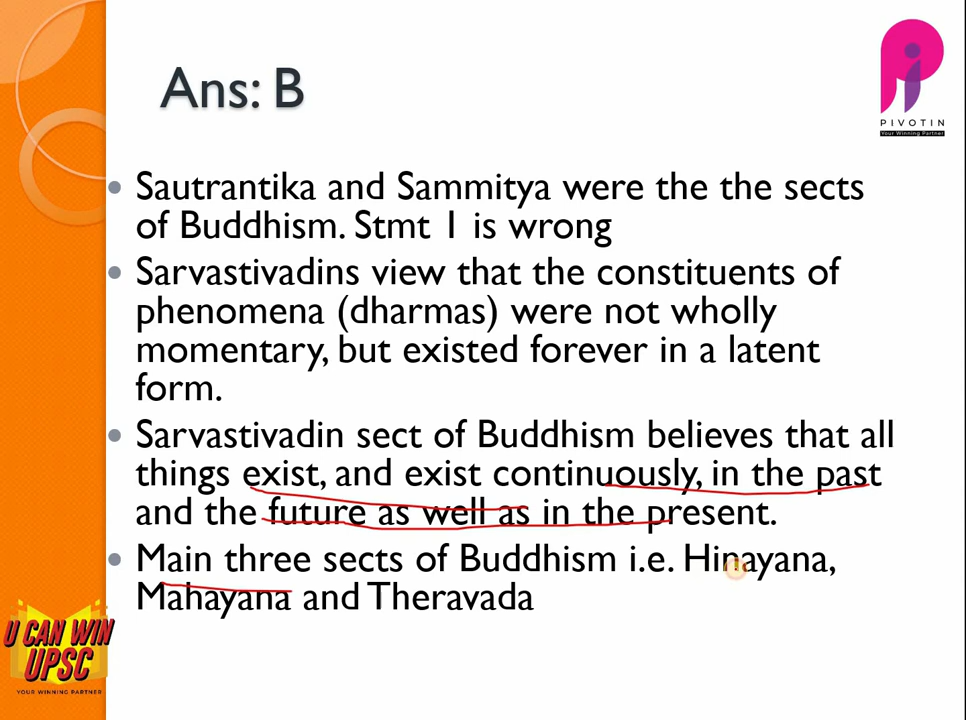 Ans: B
PIVOTIN
Your Winning Partner
Sautrantika and Sammitya were the the sects
of Buddhism. Stmt 1 is wrong
Sarvastivadins view that the constituents of
phenomena (dharmas) were not wholly
momentary, but existed forever in a latent
form.
Sarvastivadin sect of Buddhism believes that all
things exist, and exist continuously, in the past
and the future as well as in the present.
Main three sects of Buddhism i.e. Hinayana,
Mahayana and Theravada
U CAN WIN
UPSC
YOUR WINNING PARTNER